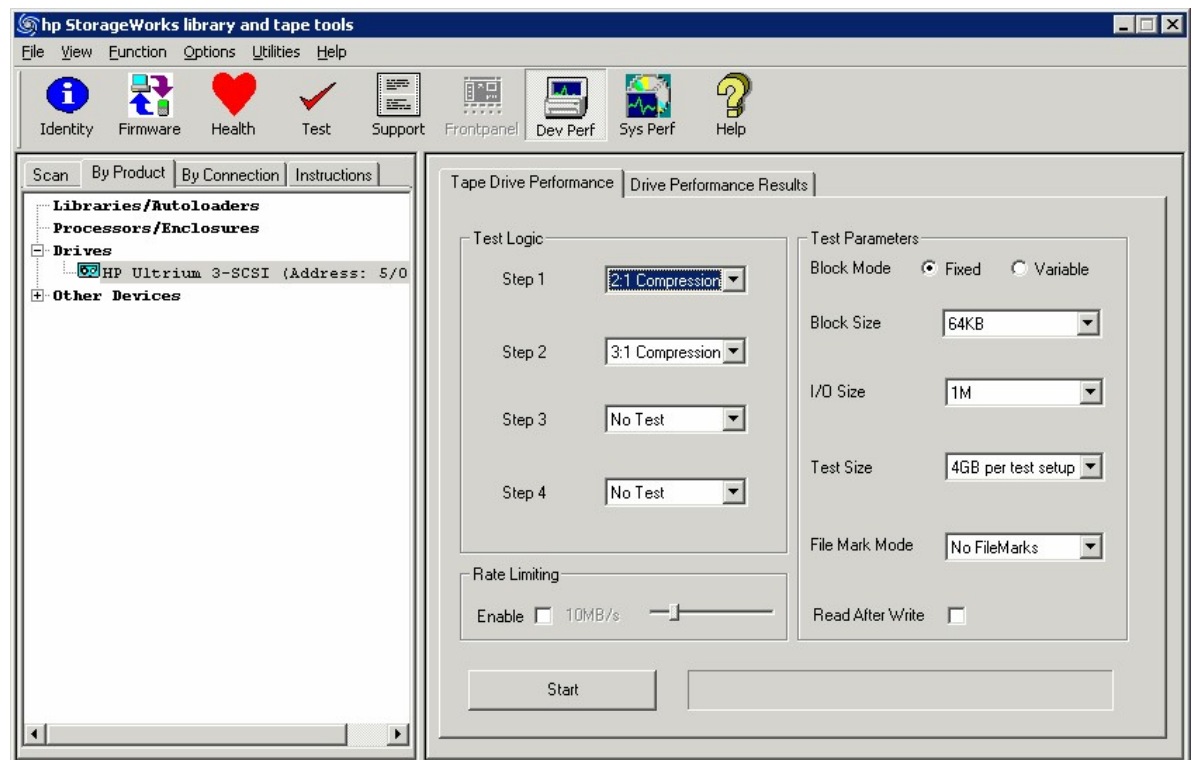 hp StorageWorks library and tape tools
File View Function Options Utilities Help
Identity Firmware Health Test Support Frontpanel Dev Perf Sys Perf Help
Scan By Product By Connection Instructions
Libraries/Autoloaders
Processors/Enclosures
Drives
HP Ultrium 3-SCSI (Address: 5/0
Other Devices
Tape Drive Performance Drive Performance Results
Test Logic
Step 1 2:1 Compression
Step 2 3:1 Compression
Step 3 No Test
Step 4 No Test
Rate Limiting
Enable 10MB/s
Test Parameters
Block Mode Fixed Variable
Block Size 64KB
I/O Size 1M
Test Size 4GB per test setup
File Mark Mode No FileMarks
Read After Write
Start